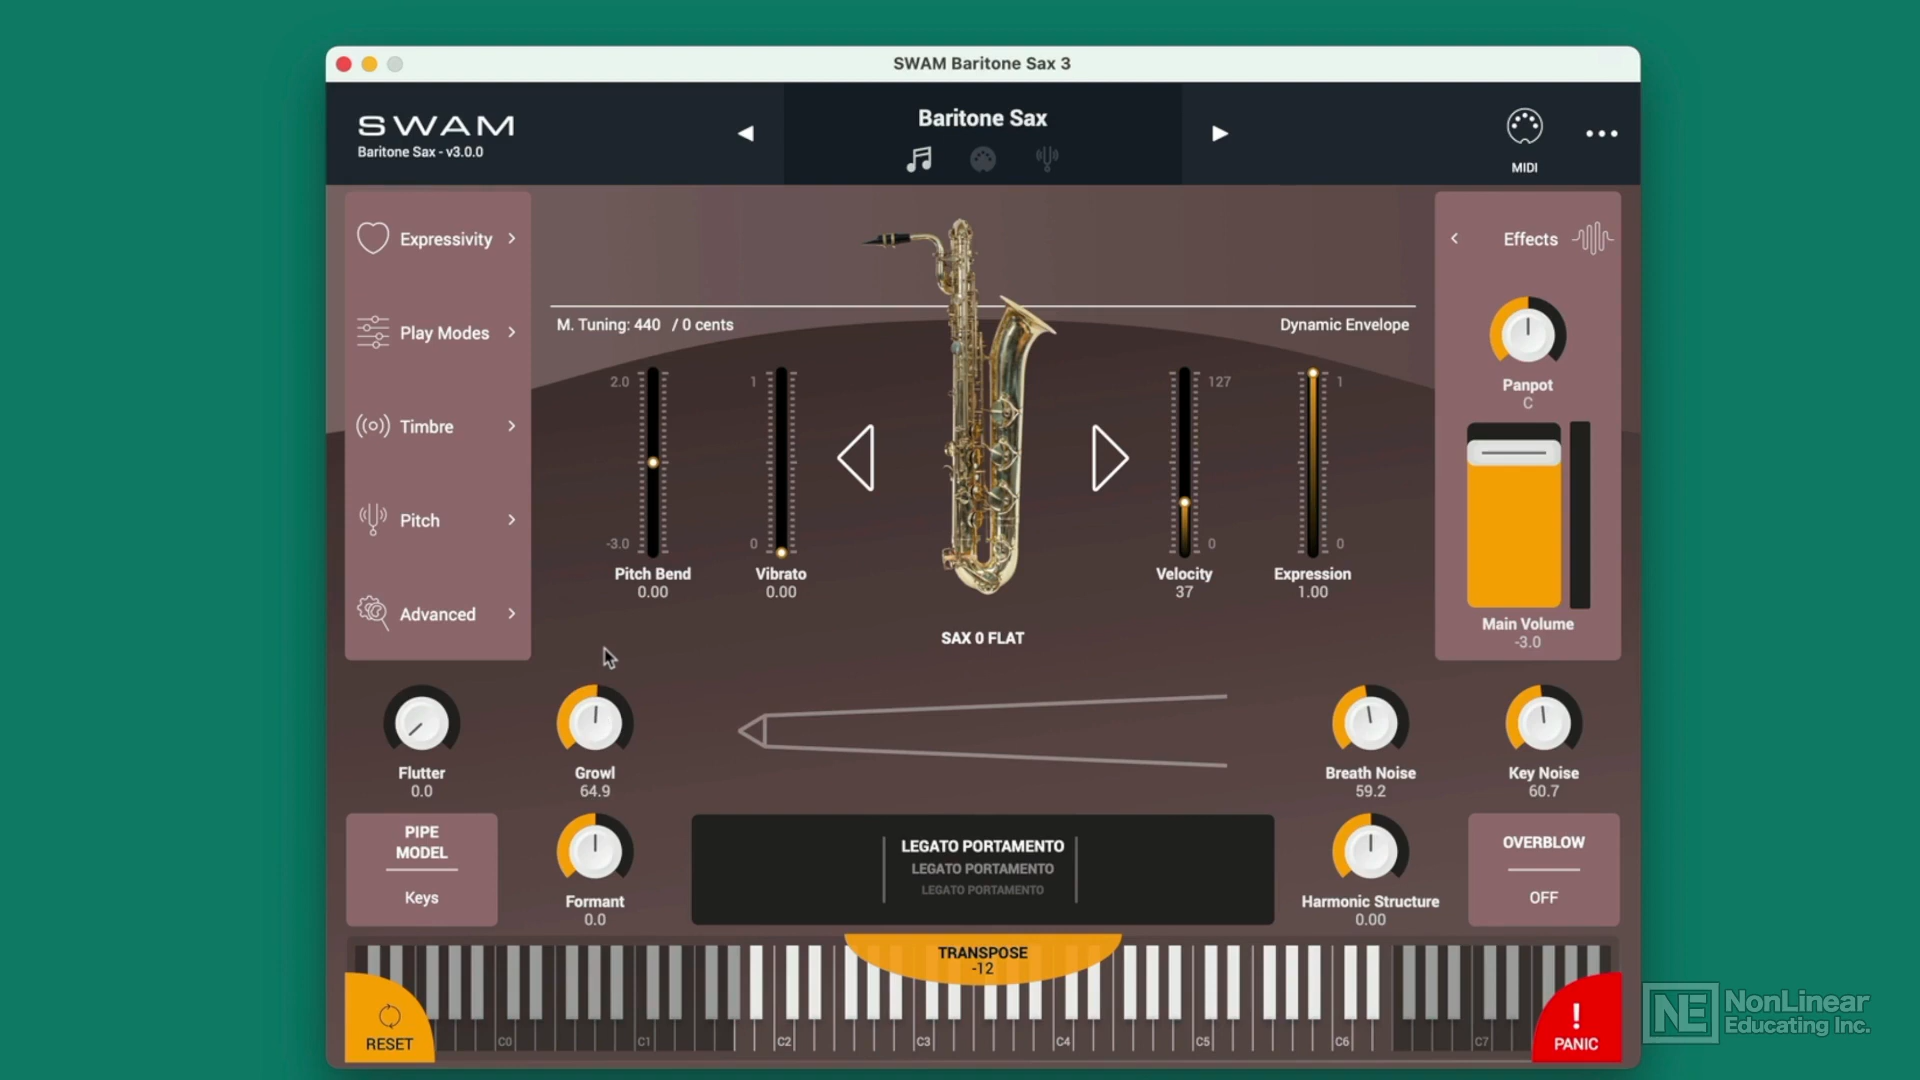 SWAM Baritone Sax 3
SWAM
Baritone Sax - v3.0.0
Baritone Sax
MIDI
Expressivity
Play Modes
Timbre
Pitch
Advanced
M. Tuning: 440 / 0 cents
Dynamic Envelope
Effects
Panpot
C
Main Volume
-3.0
2.0
-3.0
Pitch Bend
0.00
1
0
Vibrato
0.00
127
0
Velocity
37
1
0
Expression
1.00
SAX 0 FLAT
Flutter
0.0
Growl
64.9
Breath Noise
59.2
Key Noise
60.7
PIPE
MODEL
Keys
Formant
0.0
LEGATO PORTAMENTO
LEGATO PORTAMENTO
LEGATO PORTAMENTO
Harmonic Structure
0.00
OVERBLOW
OFF
TRANSPOSE
-12
RESET
C0
C1
C2
C3
C4
C5
C6
C7
!
PANIC
NE
NonLinear
Educating Inc.